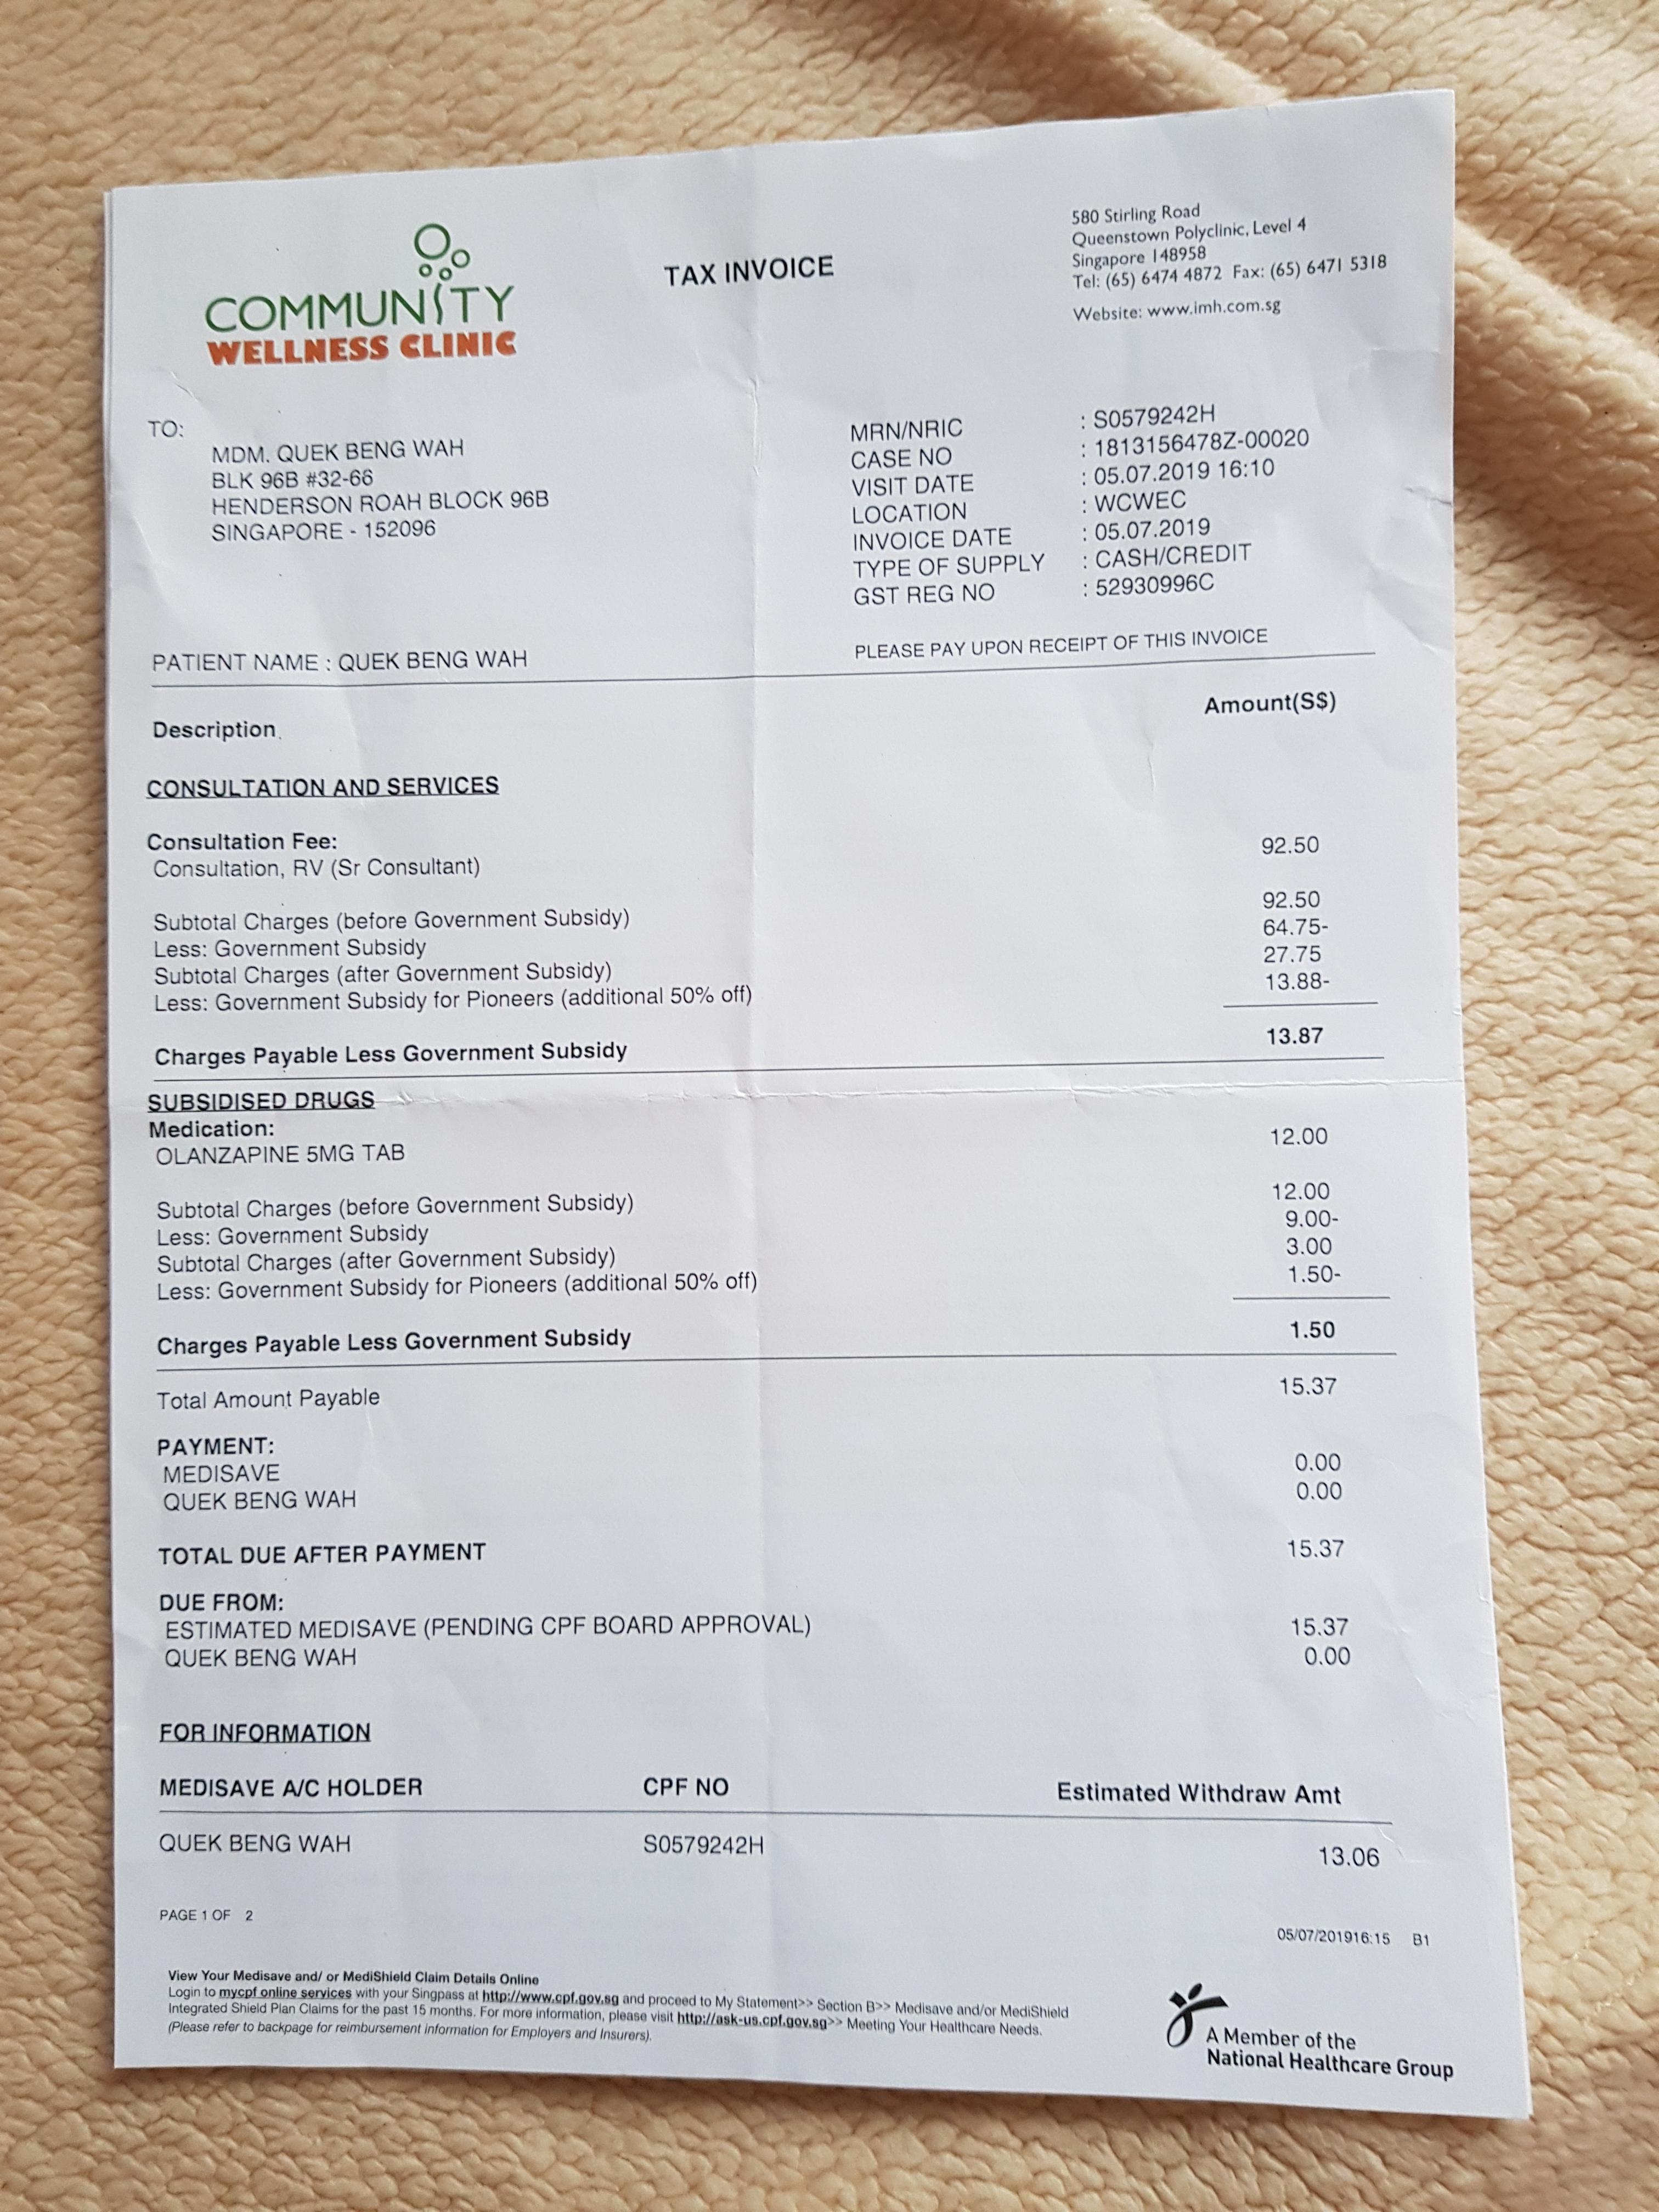 COMMUNITY
WELLNESS CLINIC
TAX INVOICE
580 Stirling Road
Queenstown Polyclinic, Level 4
Singapore 148958
Tel: (65) 6474 4872 Fax: (65) 6471 5318
Website: www.imh.com.sg
TO:
MDM. QUEK BENG WAH
BLK 96B #32-66
HENDERSON ROAH BLOCK 96B
SINGAPORE - 152096
MRN/NRIC : S0579242H
CASE NO : 1813156478Z-00020
VISIT DATE : 05.07.2019 16:10
LOCATION : WCWEC
INVOICE DATE : 05.07.2019
TYPE OF SUPPLY : CASH/CREDIT
GST REG NO : 52930996C
PATIENT NAME : QUEK BENG WAH
PLEASE PAY UPON RECEIPT OF THIS INVOICE
Description Amount(S$)
CONSULTATION AND SERVICES
Consultation Fee:
Consultation, RV (Sr Consultant) 92.50
Subtotal Charges (before Government Subsidy) 92.50
Less: Government Subsidy 64.75-
Subtotal Charges (after Government Subsidy) 27.75
Less: Government Subsidy for Pioneers (additional 50% off) 13.88-
Charges Payable Less Government Subsidy 13.87
SUBSIDISED DRUGS
Medication:
OLANZAPINE 5MG TAB 12.00
Subtotal Charges (before Government Subsidy) 12.00
Less: Government Subsidy 9.00-
Subtotal Charges (after Government Subsidy) 3.00
Less: Government Subsidy for Pioneers (additional 50% off) 1.50-
Charges Payable Less Government Subsidy 1.50
Total Amount Payable 15.37
PAYMENT:
MEDISAVE 0.00
QUEK BENG WAH 0.00
TOTAL DUE AFTER PAYMENT 15.37
DUE FROM:
ESTIMATED MEDISAVE (PENDING CPF BOARD APPROVAL) 15.37
QUEK BENG WAH 0.00
FOR INFORMATION
MEDISAVE A/C HOLDER CPF NO Estimated Withdraw Amt
QUEK BENG WAH S0579242H 13.06
PAGE 1 OF 2
05/07/201916:15 B1
View Your Medisave and/ or MediShield Claim Details Online
Login to mycpf online services with your Singpass at http://www.cpf.gov.sg and proceed to My Statement>> Section B>> Medisave and/or MediShield
Integrated Shield Plan Claims for the past 15 months. For more information, please visit http://ask-us.cpf.gov.sg>> Meeting Your Healthcare Needs.
(Please refer to backpage for reimbursement information for Employers and Insurers).
A Member of the
National Healthcare Group